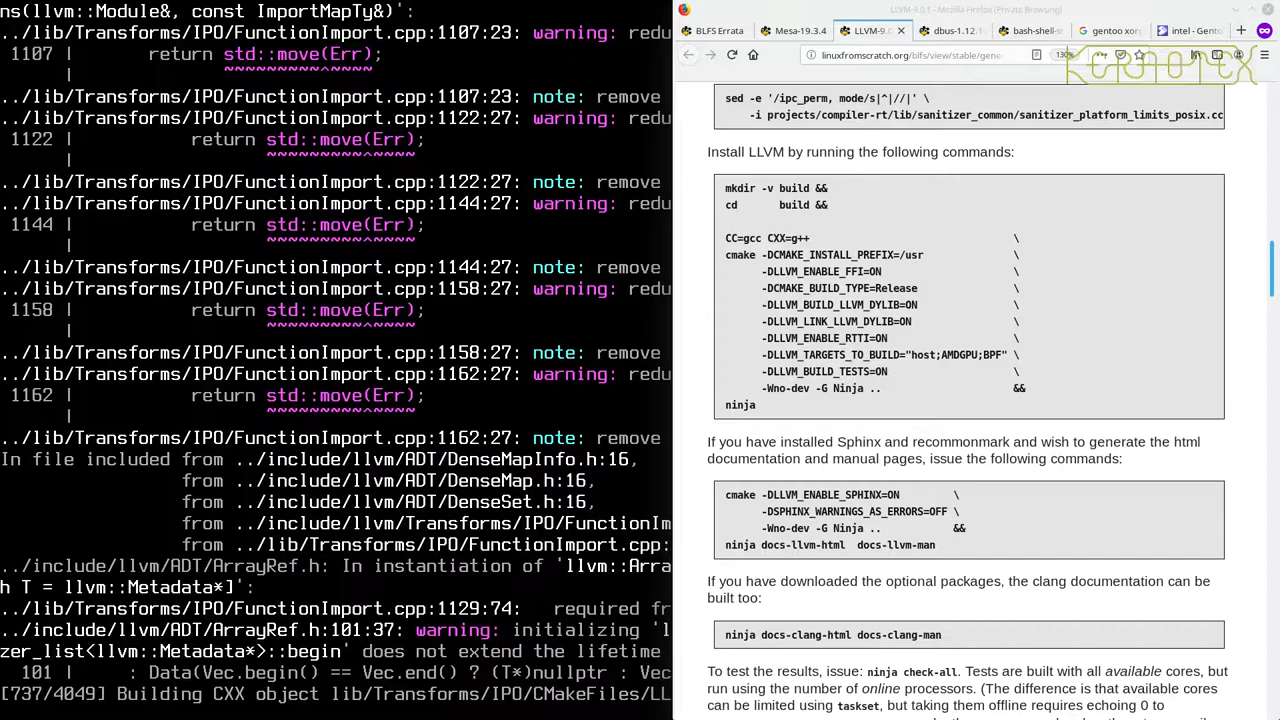 ns(llvm::Module&, const ImportMapTy&)':
../lib/Transforms/IPO/FunctionImport.cpp:1107:23: warning: redu
1107 |       return std::move(Err);
|              ~~~~~~~~~^~~~~
../lib/Transforms/IPO/FunctionImport.cpp:1107:23: note: remove
../lib/Transforms/IPO/FunctionImport.cpp:1122:27: warning: redu
1122 |           return std::move(Err);
|                  ~~~~~~~~~^~~~~
../lib/Transforms/IPO/FunctionImport.cpp:1122:27: note: remove
../lib/Transforms/IPO/FunctionImport.cpp:1144:27: warning: redu
1144 |           return std::move(Err);
|                  ~~~~~~~~~^~~~~
../lib/Transforms/IPO/FunctionImport.cpp:1144:27: note: remove
../lib/Transforms/IPO/FunctionImport.cpp:1158:27: warning: redu
1158 |           return std::move(Err);
|                  ~~~~~~~~~^~~~~
../lib/Transforms/IPO/FunctionImport.cpp:1158:27: note: remove
../lib/Transforms/IPO/FunctionImport.cpp:1162:27: warning: redu
1162 |           return std::move(Err);
|                  ~~~~~~~~~^~~~~
../lib/Transforms/IPO/FunctionImport.cpp:1162:27: note: remove
In file included from ../include/llvm/ADT/DenseMapInfo.h:16,
from ../include/llvm/ADT/DenseMap.h:16,
from ../include/llvm/ADT/DenseSet.h:16,
from ../include/llvm/Transforms/IPO/FunctionIm
from ../lib/Transforms/IPO/FunctionImport.cpp:
../include/llvm/ADT/ArrayRef.h: In instantiation of 'llvm::Arra
h T = llvm::Metadata*]':
../lib/Transforms/IPO/FunctionImport.cpp:1129:74:   required fr
../include/llvm/ADT/ArrayRef.h:101:37: warning: initializing 'l
zer_list<llvm::Metadata*>::begin' does not extend the lifetime
101 |     : Data(Vec.begin() == Vec.end() ? (T*)nullptr : Vec
[737/4049] Building CXX object lib/Transforms/IPO/CMakeFiles/LL
LLVM-9.0.1 - Mozilla Firefox (Private Browsing)
BLFS Errata
Mesa-19.3.4
LLVM-9.0
dbus-1.12.1
bash-shell-s
gentoo xorg
intel - Gento
linuxfromscratch.org/blfs/view/stable/gene
130%
KERNOTEX
sed -e '/ipc_perm, mode/s|^|//|' \
-i projects/compiler-rt/lib/sanitizer_common/sanitizer_platform_limits_posix.cc
Install LLVM by running the following commands:
mkdir -v build &&
cd       build &&
CC=gcc CXX=g++                                  \
cmake -DCMAKE_INSTALL_PREFIX=/usr               \
-DLLVM_ENABLE_FFI=ON                      \
-DCMAKE_BUILD_TYPE=Release                \
-DLLVM_BUILD_LLVM_DYLIB=ON                \
-DLLVM_LINK_LLVM_DYLIB=ON                 \
-DLLVM_ENABLE_RTTI=ON                     \
-DLLVM_TARGETS_TO_BUILD="host;AMDGPU;BPF" \
-DLLVM_BUILD_TESTS=ON                     \
-Wno-dev -G Ninja ..                      &&
ninja
If you have installed Sphinx and recommonmark and wish to generate the html
documentation and manual pages, issue the following commands:
cmake -DLLVM_ENABLE_SPHINX=ON         \
-DSPHINX_WARNINGS_AS_ERRORS=OFF \
-Wno-dev -G Ninja ..            &&
ninja docs-llvm-html  docs-llvm-man
If you have downloaded the optional packages, the clang documentation can be
built too:
ninja docs-clang-html docs-clang-man
To test the results, issue: ninja check-all. Tests are built with all available cores, but
run using the number of online processors. (The difference is that available cores
can be limited using taskset, but taking them offline requires echoing 0 to